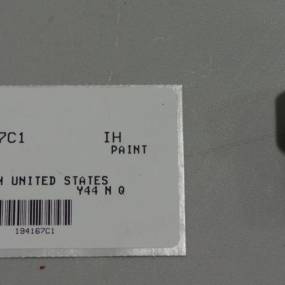 7C1 IH
PAINT
UNITED STATES
Y44 N Q
194167C1